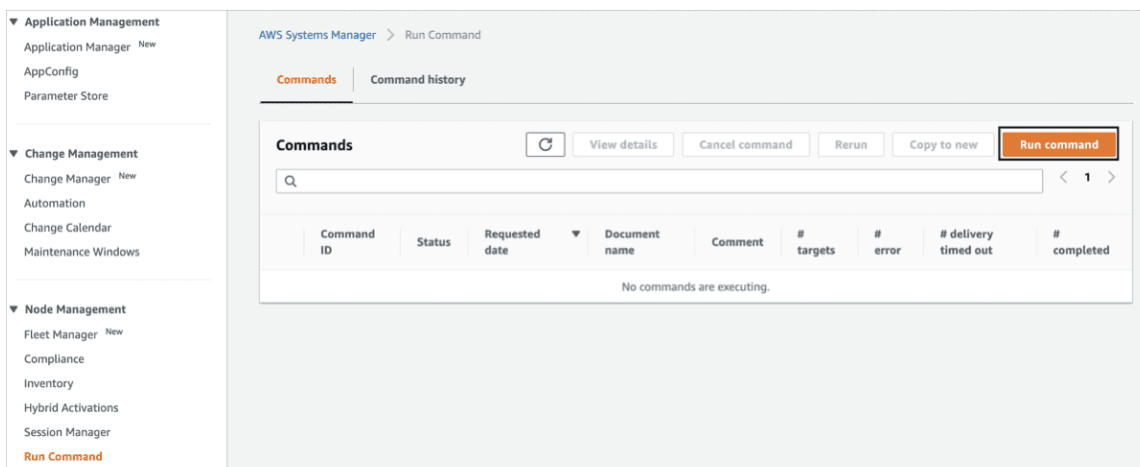 Application Management
Application Manager New
AppConfig
Parameter Store
Change Management
Change Manager New
Automation
Change Calendar
Maintenance Windows
Node Management
Fleet Manager New
Compliance
Inventory
Hybrid Activations
Session Manager
Run Command
AWS Systems Manager > Run Command
Commands Command history
Commands View details Cancel command Rerun Copy to new Run command
< 1 >
Command ID Status Requested date Document name Comment # targets # error # delivery timed out # completed
No commands are executing.